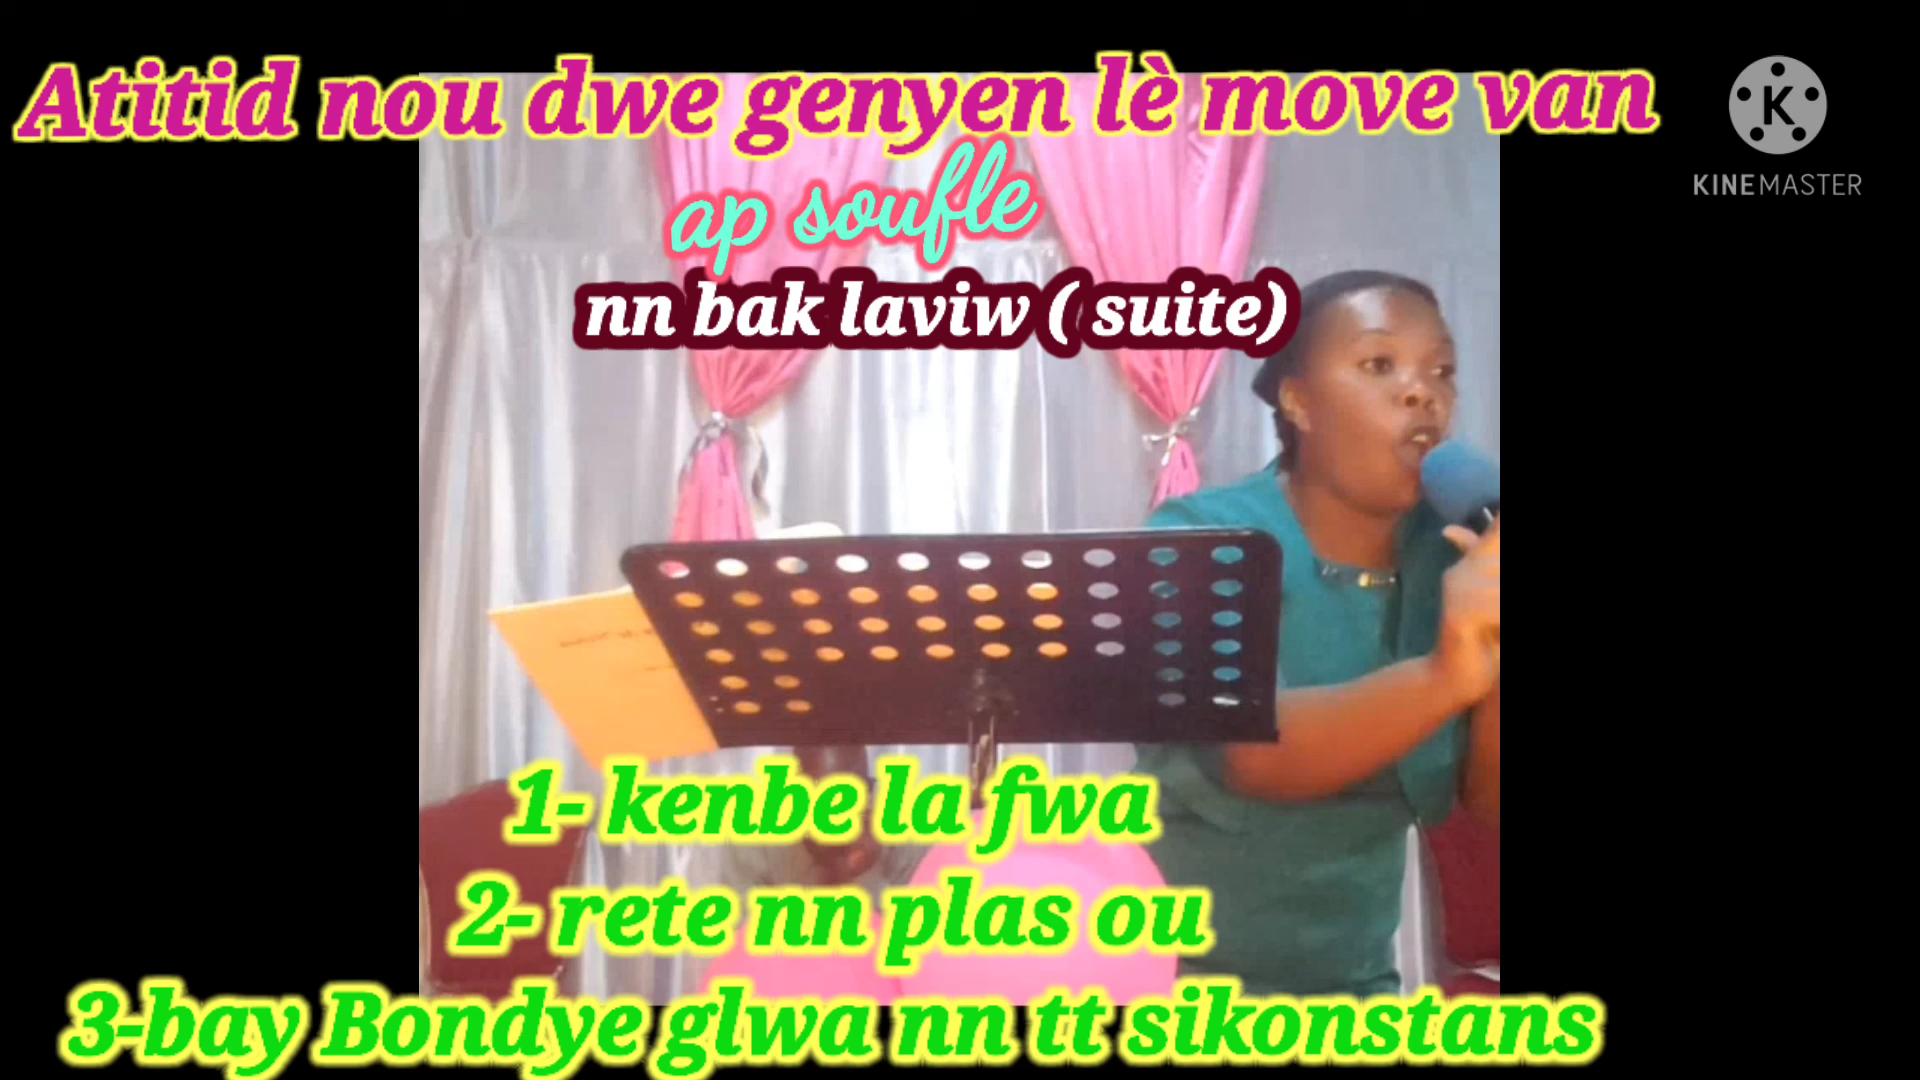 Atitid nou dwe genyen lè move van
KINEMASTER
ap soufle
nn bak laviw ( suite)
1- kenbe la fwa
2- rete nn plas ou
3-bay Bondye glwa nn tt sikonstans